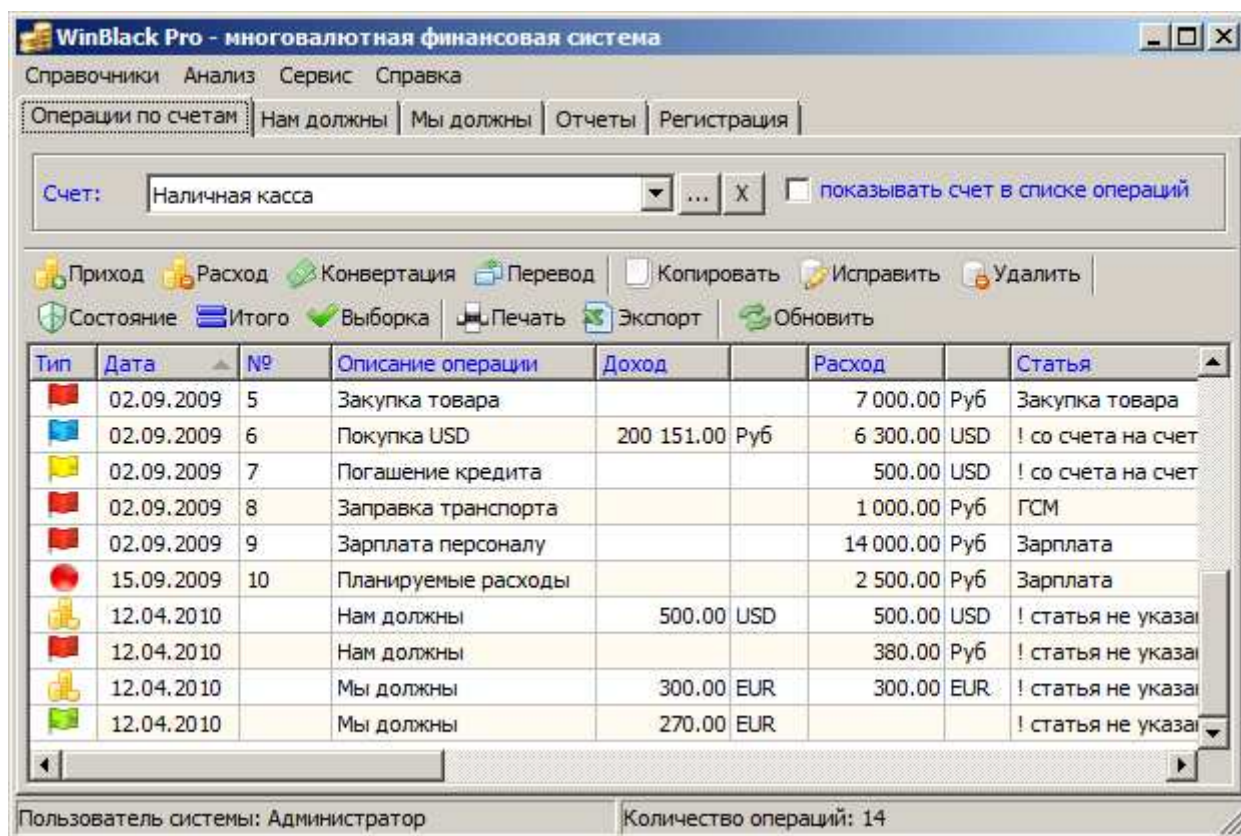 WinBlack Pro - многовалютная финансовая система
Справочники Анализ Сервис Справка
Операции по счетам Нам должны Мы должны Отчеты Регистрация
Счет: Наличная касса ... X показывать счет в списке операций
Приход Расход Конвертация Перевод Копировать Исправить Удалить
Состояние Итого Выборка Печать Экспорт Обновить
Тип Дата № Описание операции Доход Расход Статья
02.09.2009 5 Закупка товара 7 000.00 Руб Закупка товара
02.09.2009 6 Покупка USD 200 151.00 Руб 6 300.00 USD ! со счета на счет
02.09.2009 7 Погашение кредита 500.00 USD ! со счета на счет
02.09.2009 8 Заправка транспорта 1 000.00 Руб ГСМ
02.09.2009 9 Зарплата персоналу 14 000.00 Руб Зарплата
15.09.2009 10 Планируемые расходы 2 500.00 Руб Зарплата
12.04.2010 Нам должны 500.00 USD 500.00 USD ! статья не указан
12.04.2010 Нам должны 380.00 Руб ! статья не указан
12.04.2010 Мы должны 300.00 EUR 300.00 EUR ! статья не указан
12.04.2010 Мы должны 270.00 EUR ! статья не указан
Пользователь системы: Администратор Количество операций: 14